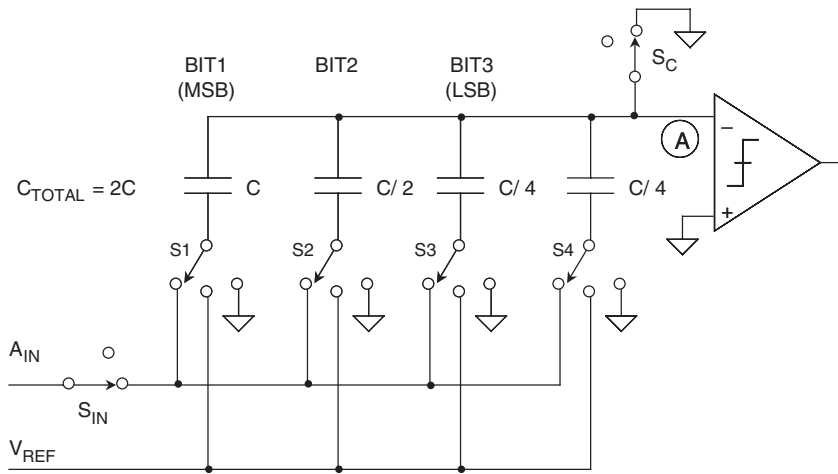 BIT1
(MSB)
BIT2
BIT3
(LSB)
S_C
A
−
+
C_TOTAL = 2C
C
C/ 2
C/ 4
C/ 4
S1
S2
S3
S4
A_IN
S_IN
V_REF